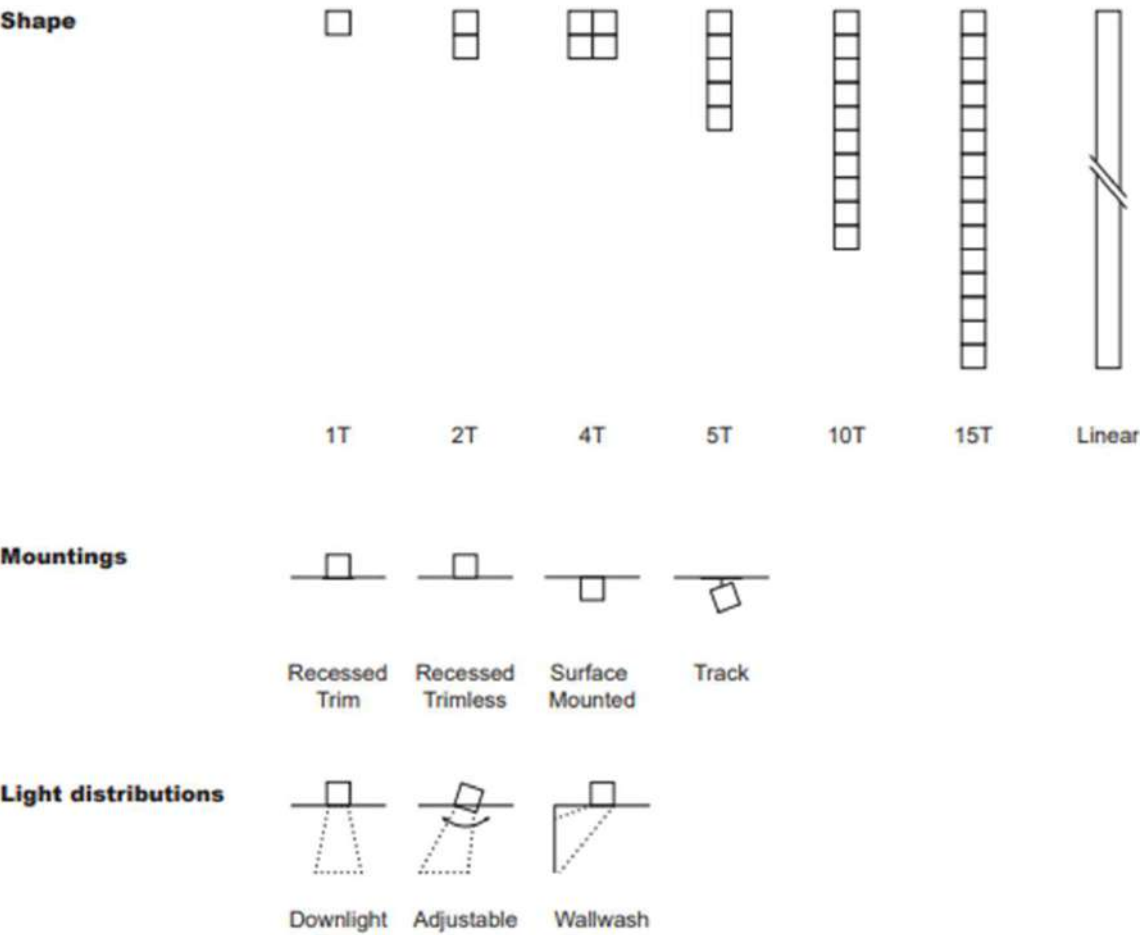 Shape
1T 2T 4T 5T 10T 15T Linear
Mountings
Recessed Recessed Surface Track
Trim Trimless Mounted
Light distributions
Downlight Adjustable Wallwash